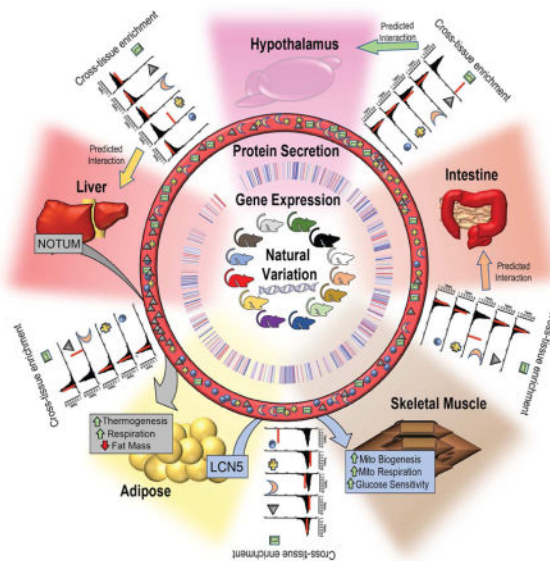 Hypothalamus
Predicted
Interaction
Cross-tissue enrichment
Cross-tissue enrichment
Protein Secretion
Predicted
Interaction
Liver
Intestine
Gene Expression
NOTUM
Natural
Variation
Predicted
Interaction
Cross-tissue enrichment
Cross-tissue enrichment
Skeletal Muscle
Thermogenesis
Respiration
Fat Mass
LCN5
Mito Biogenesis
Mito Respiration
Glucose Sensitivity
Adipose
Cross-tissue enrichment